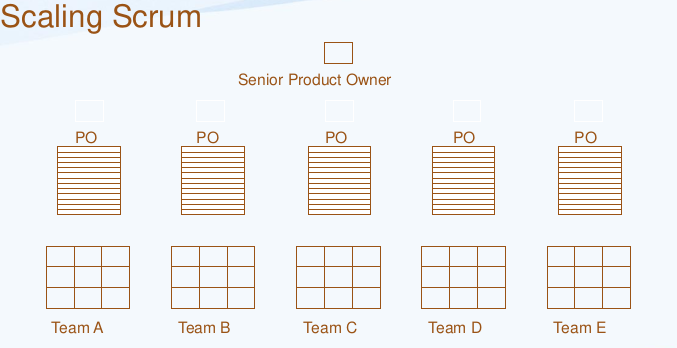 Scaling Scrum
Senior Product Owner
PO PO PO PO PO
Team A Team B Team C Team D Team E